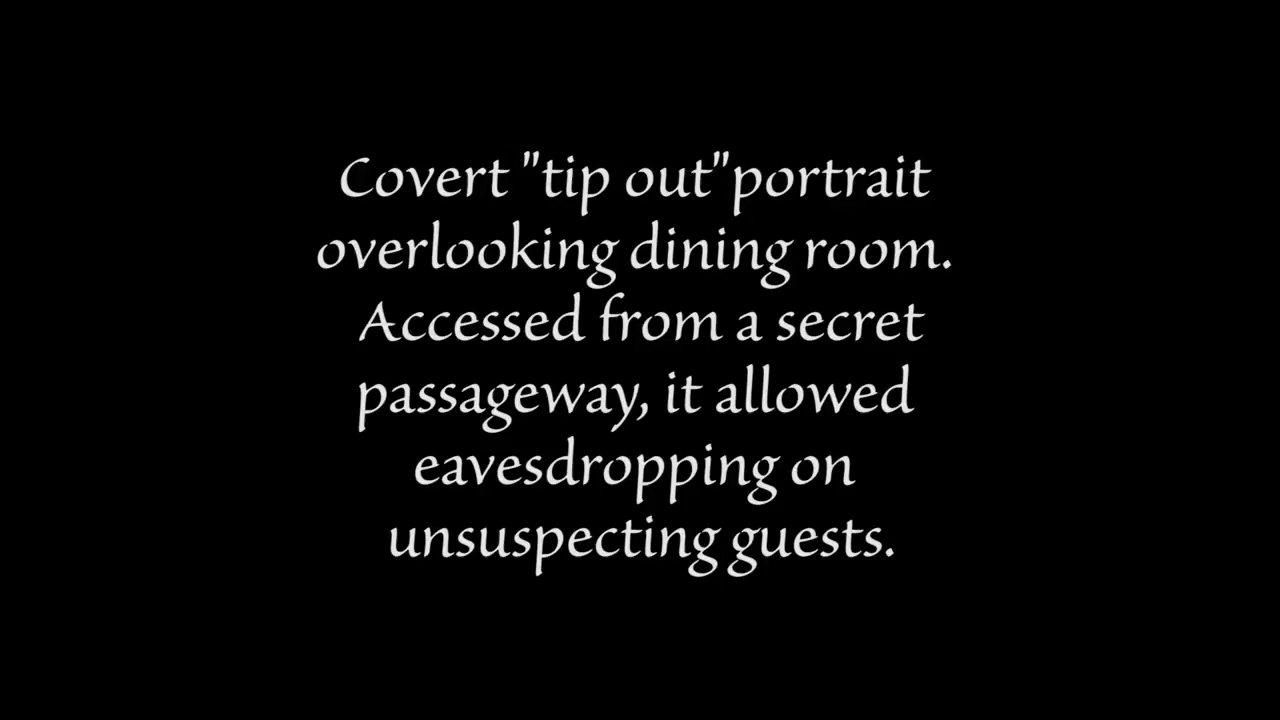 Covert "tip out"portrait
overlooking dining room.
Accessed from a secret
passageway, it allowed
eavesdropping on
unsuspecting guests.